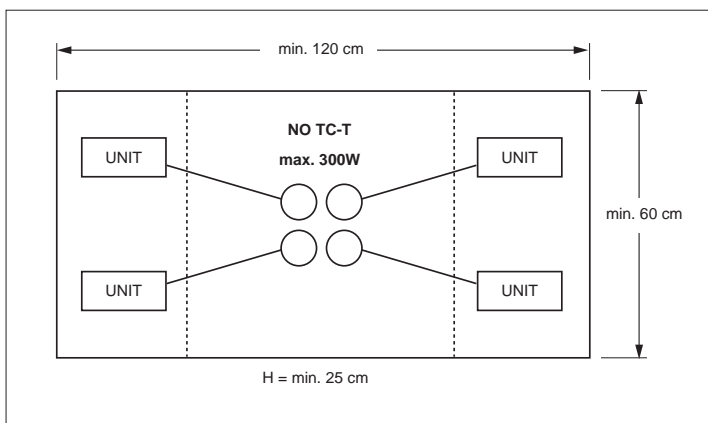 min. 120 cm
NO TC-T
max. 300W
UNIT
UNIT
min. 60 cm
UNIT
UNIT
H = min. 25 cm